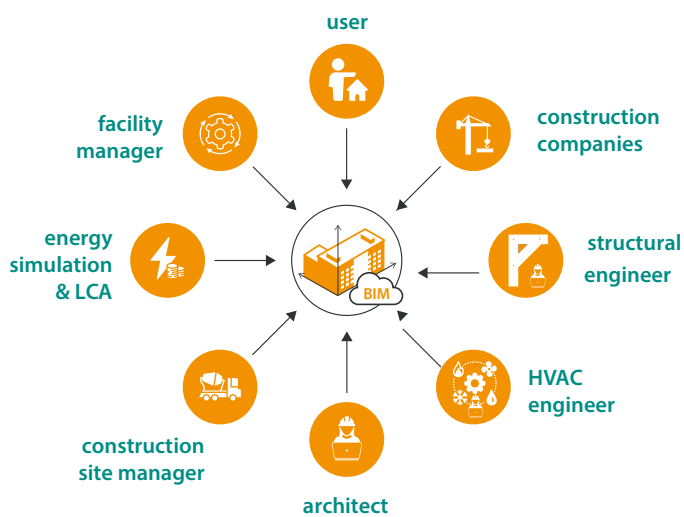 user
construction
companies
structural
engineer
HVAC
engineer
architect
construction
site manager
energy
simulation
& LCA
facility
manager
BIM